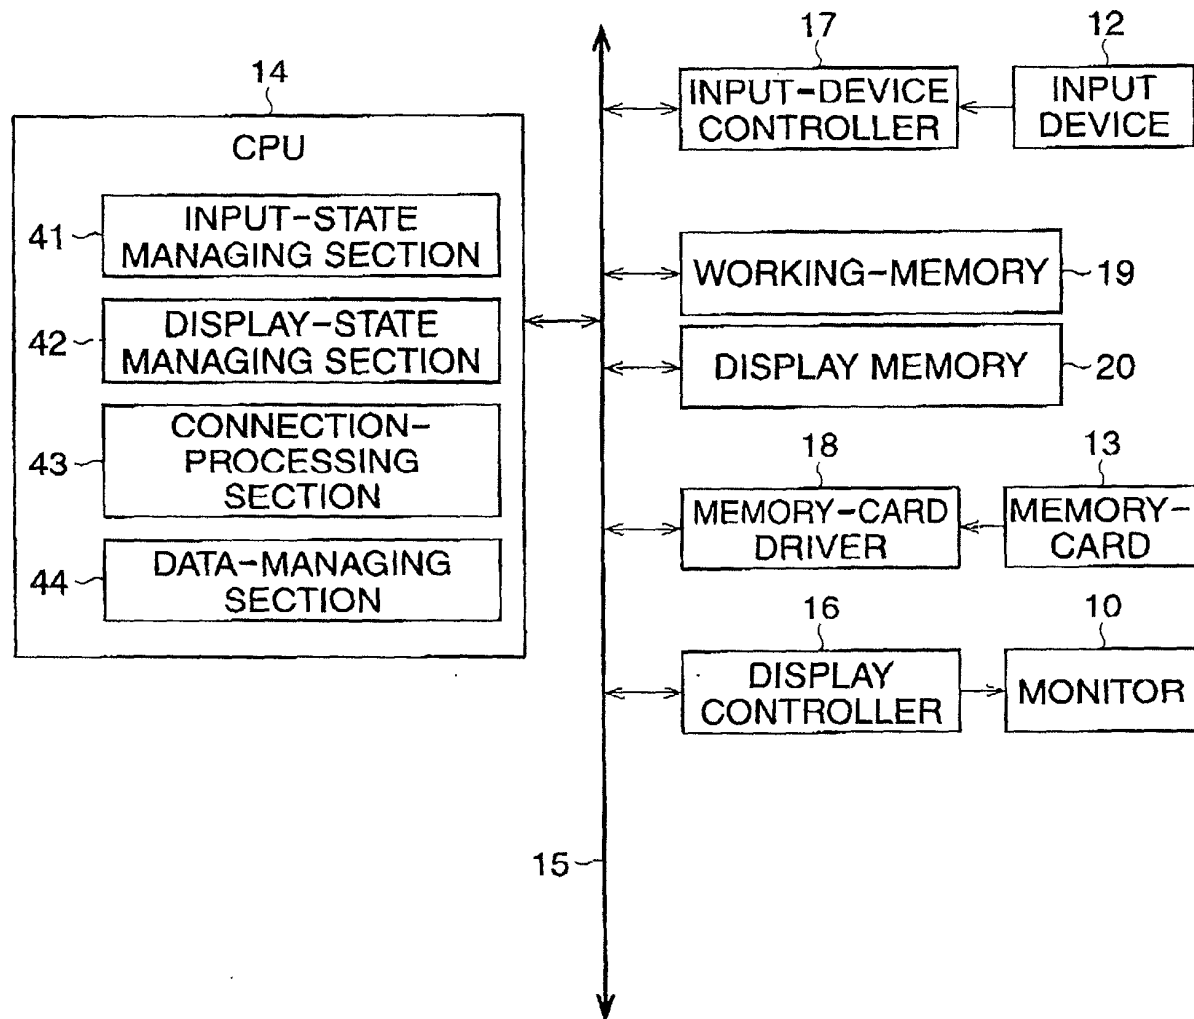 14
CPU
41
INPUT-STATE
MANAGING SECTION
42
DISPLAY-STATE
MANAGING SECTION
43
CONNECTION-
PROCESSING
SECTION
44
DATA-MANAGING
SECTION
15
17
INPUT-DEVICE
CONTROLLER
12
INPUT
DEVICE
WORKING-MEMORY
19
DISPLAY MEMORY
20
18
MEMORY-CARD
DRIVER
13
MEMORY-
CARD
16
DISPLAY
CONTROLLER
10
MONITOR